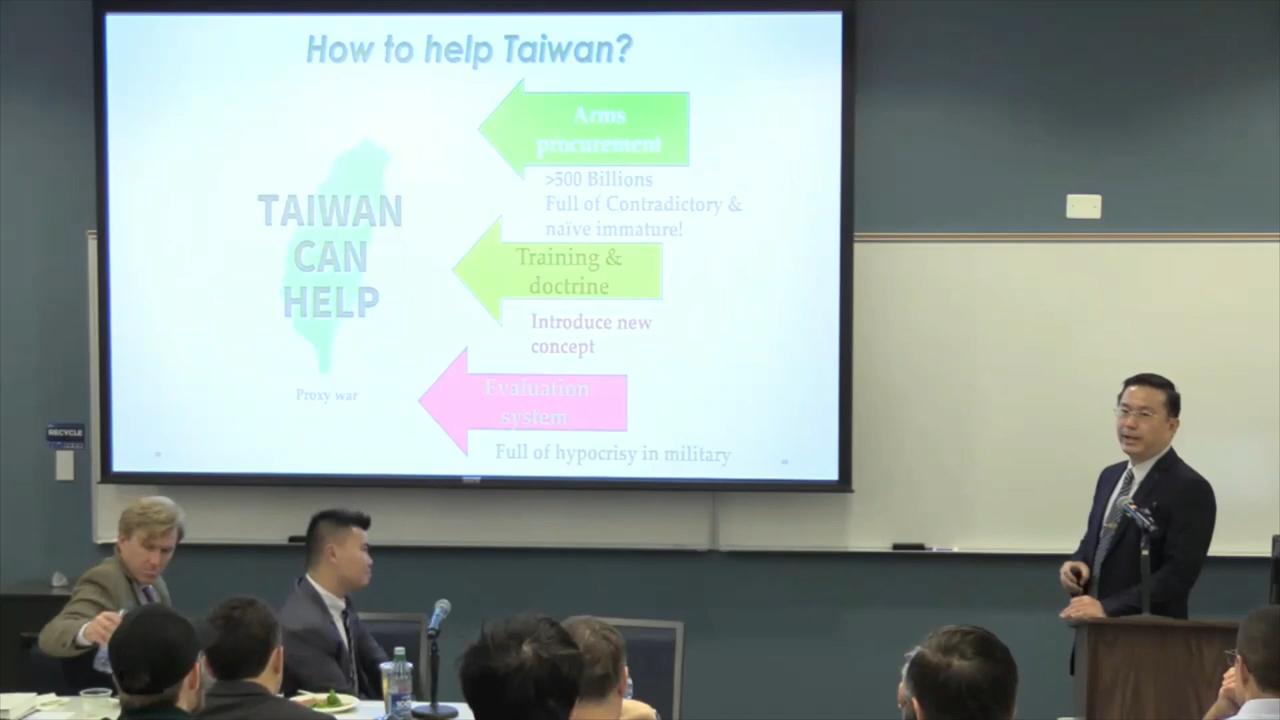 How to help Taiwan?
Arms
procurement
>500 Billions
Full of Contradictory &
naïve immature!
TAIWAN
CAN
HELP
Training &
doctrine
Introduce new
concept
Proxy war
Evaluation
system
Full of hypocrisy in military
RECYCLE